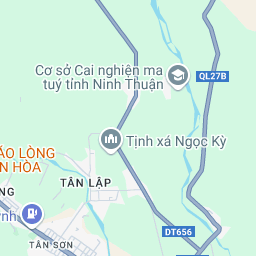 Cơ sở Cai nghiện ma
tuý tỉnh Ninh Thuận
QL27B
Tịnh xá Ngọc Kỳ
LÒNG
HÒA
TÂN LẬP
TÂN SƠN
DT656